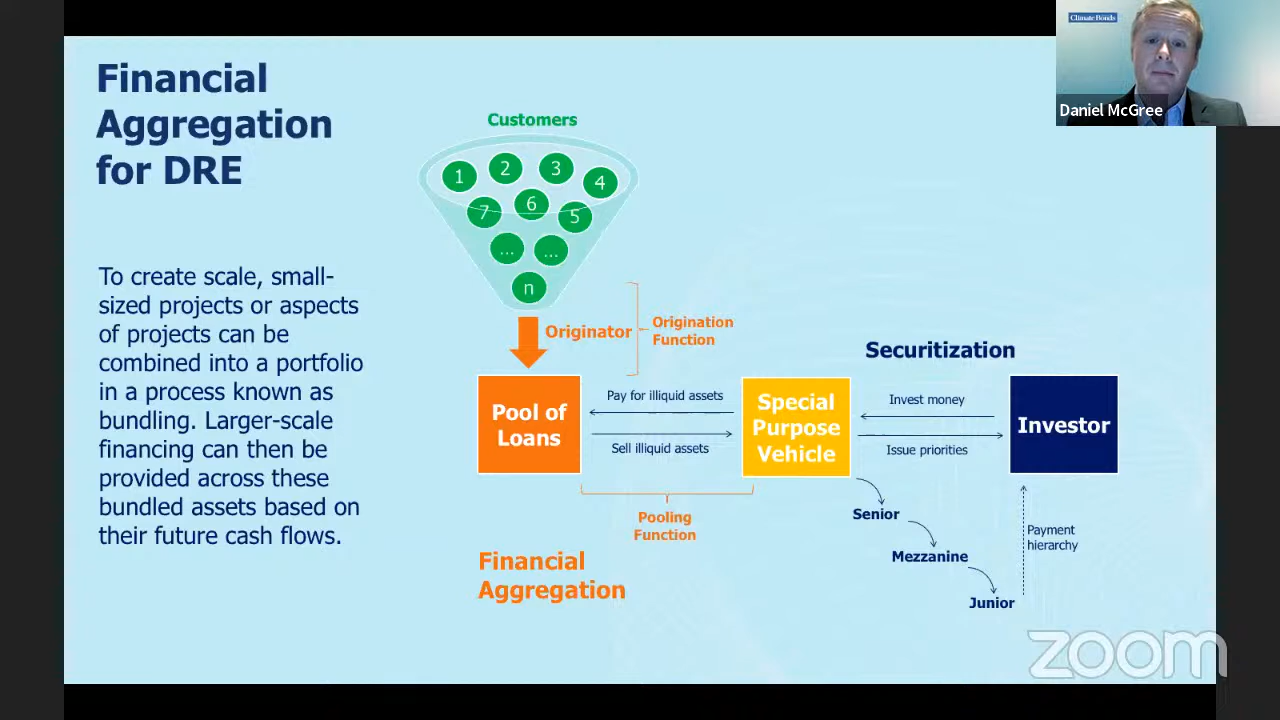 Climate Bonds
Daniel McGree
Financial
Aggregation
for DRE
To create scale, small-
sized projects or aspects
of projects can be
combined into a portfolio
in a process known as
bundling. Larger-scale
financing can then be
provided across these
bundled assets based on
their future cash flows.
Customers
1
2
3
4
7
6
5
...
...
n
Originator
Origination
Function
Pool of
Loans
Pay for illiquid assets
Sell illiquid assets
Pooling
Function
Financial
Aggregation
Special
Purpose
Vehicle
Securitization
Invest money
Issue priorities
Investor
Senior
Mezzanine
Junior
Payment
hierarchy
zoom